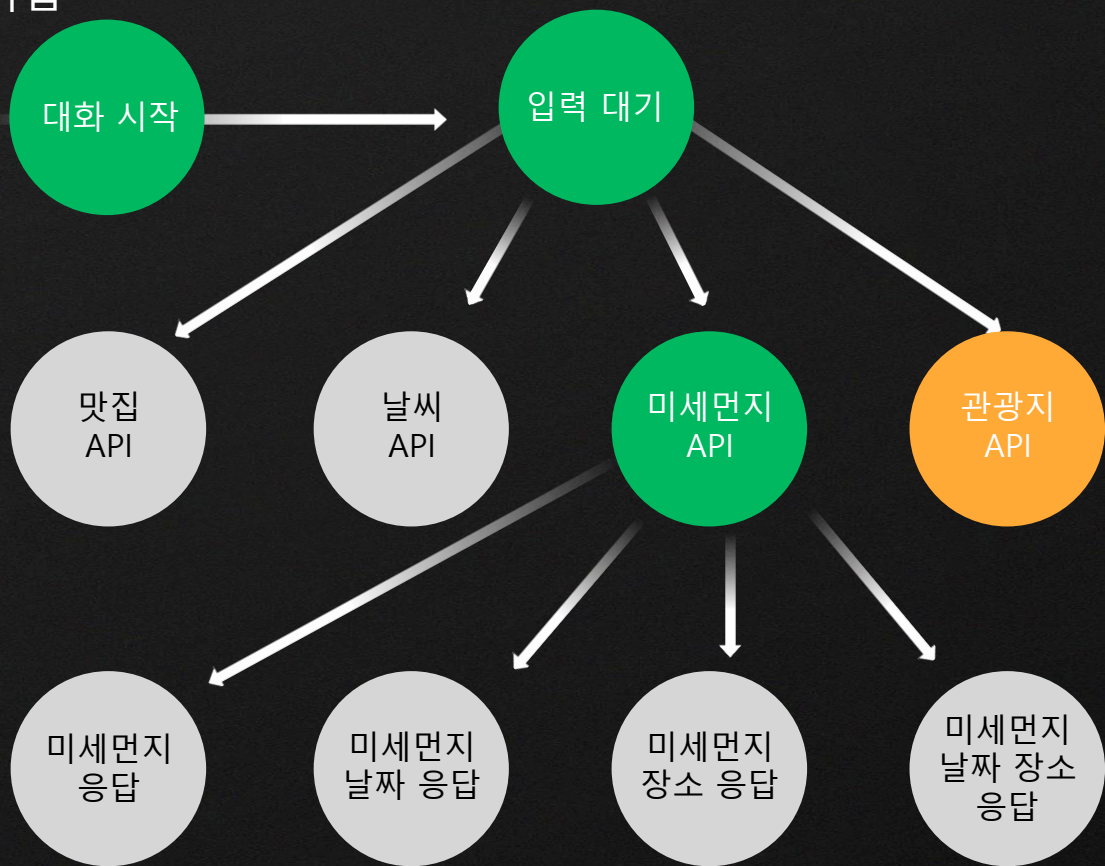 대화 시작
입력 대기
맛집
API
날씨
API
미세먼지
API
관광지
API
미세먼지
응답
미세먼지
날짜 응답
미세먼지
장소 응답
미세먼지
날짜 장소
응답